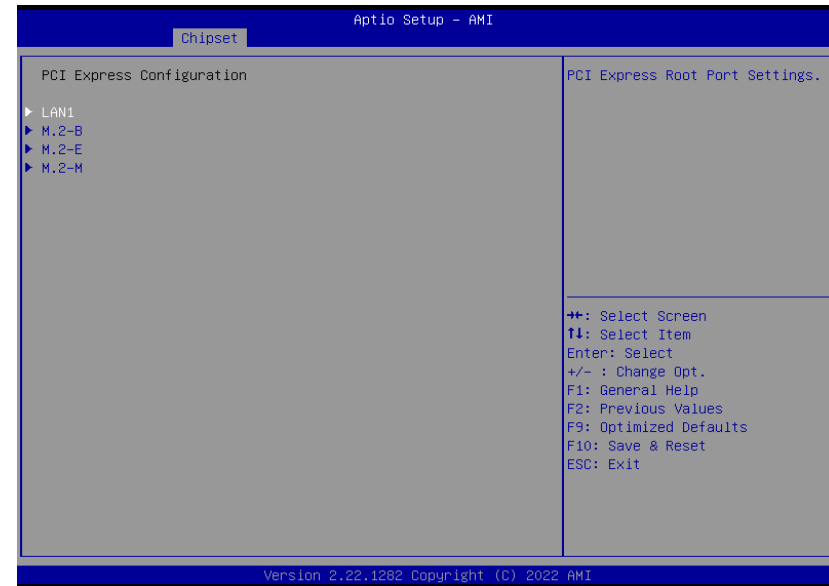 Aptio Setup – AMI
Chipset
PCI Express Configuration
LAN1
M.2-B
M.2-E
M.2-M
PCI Express Root Port Settings.
→←: Select Screen
↑↓: Select Item
Enter: Select
+/- : Change Opt.
F1: General Help
F2: Previous Values
F9: Optimized Defaults
F10: Save & Reset
ESC: Exit
Version 2.22.1282 Copyright (C) 2022 AMI